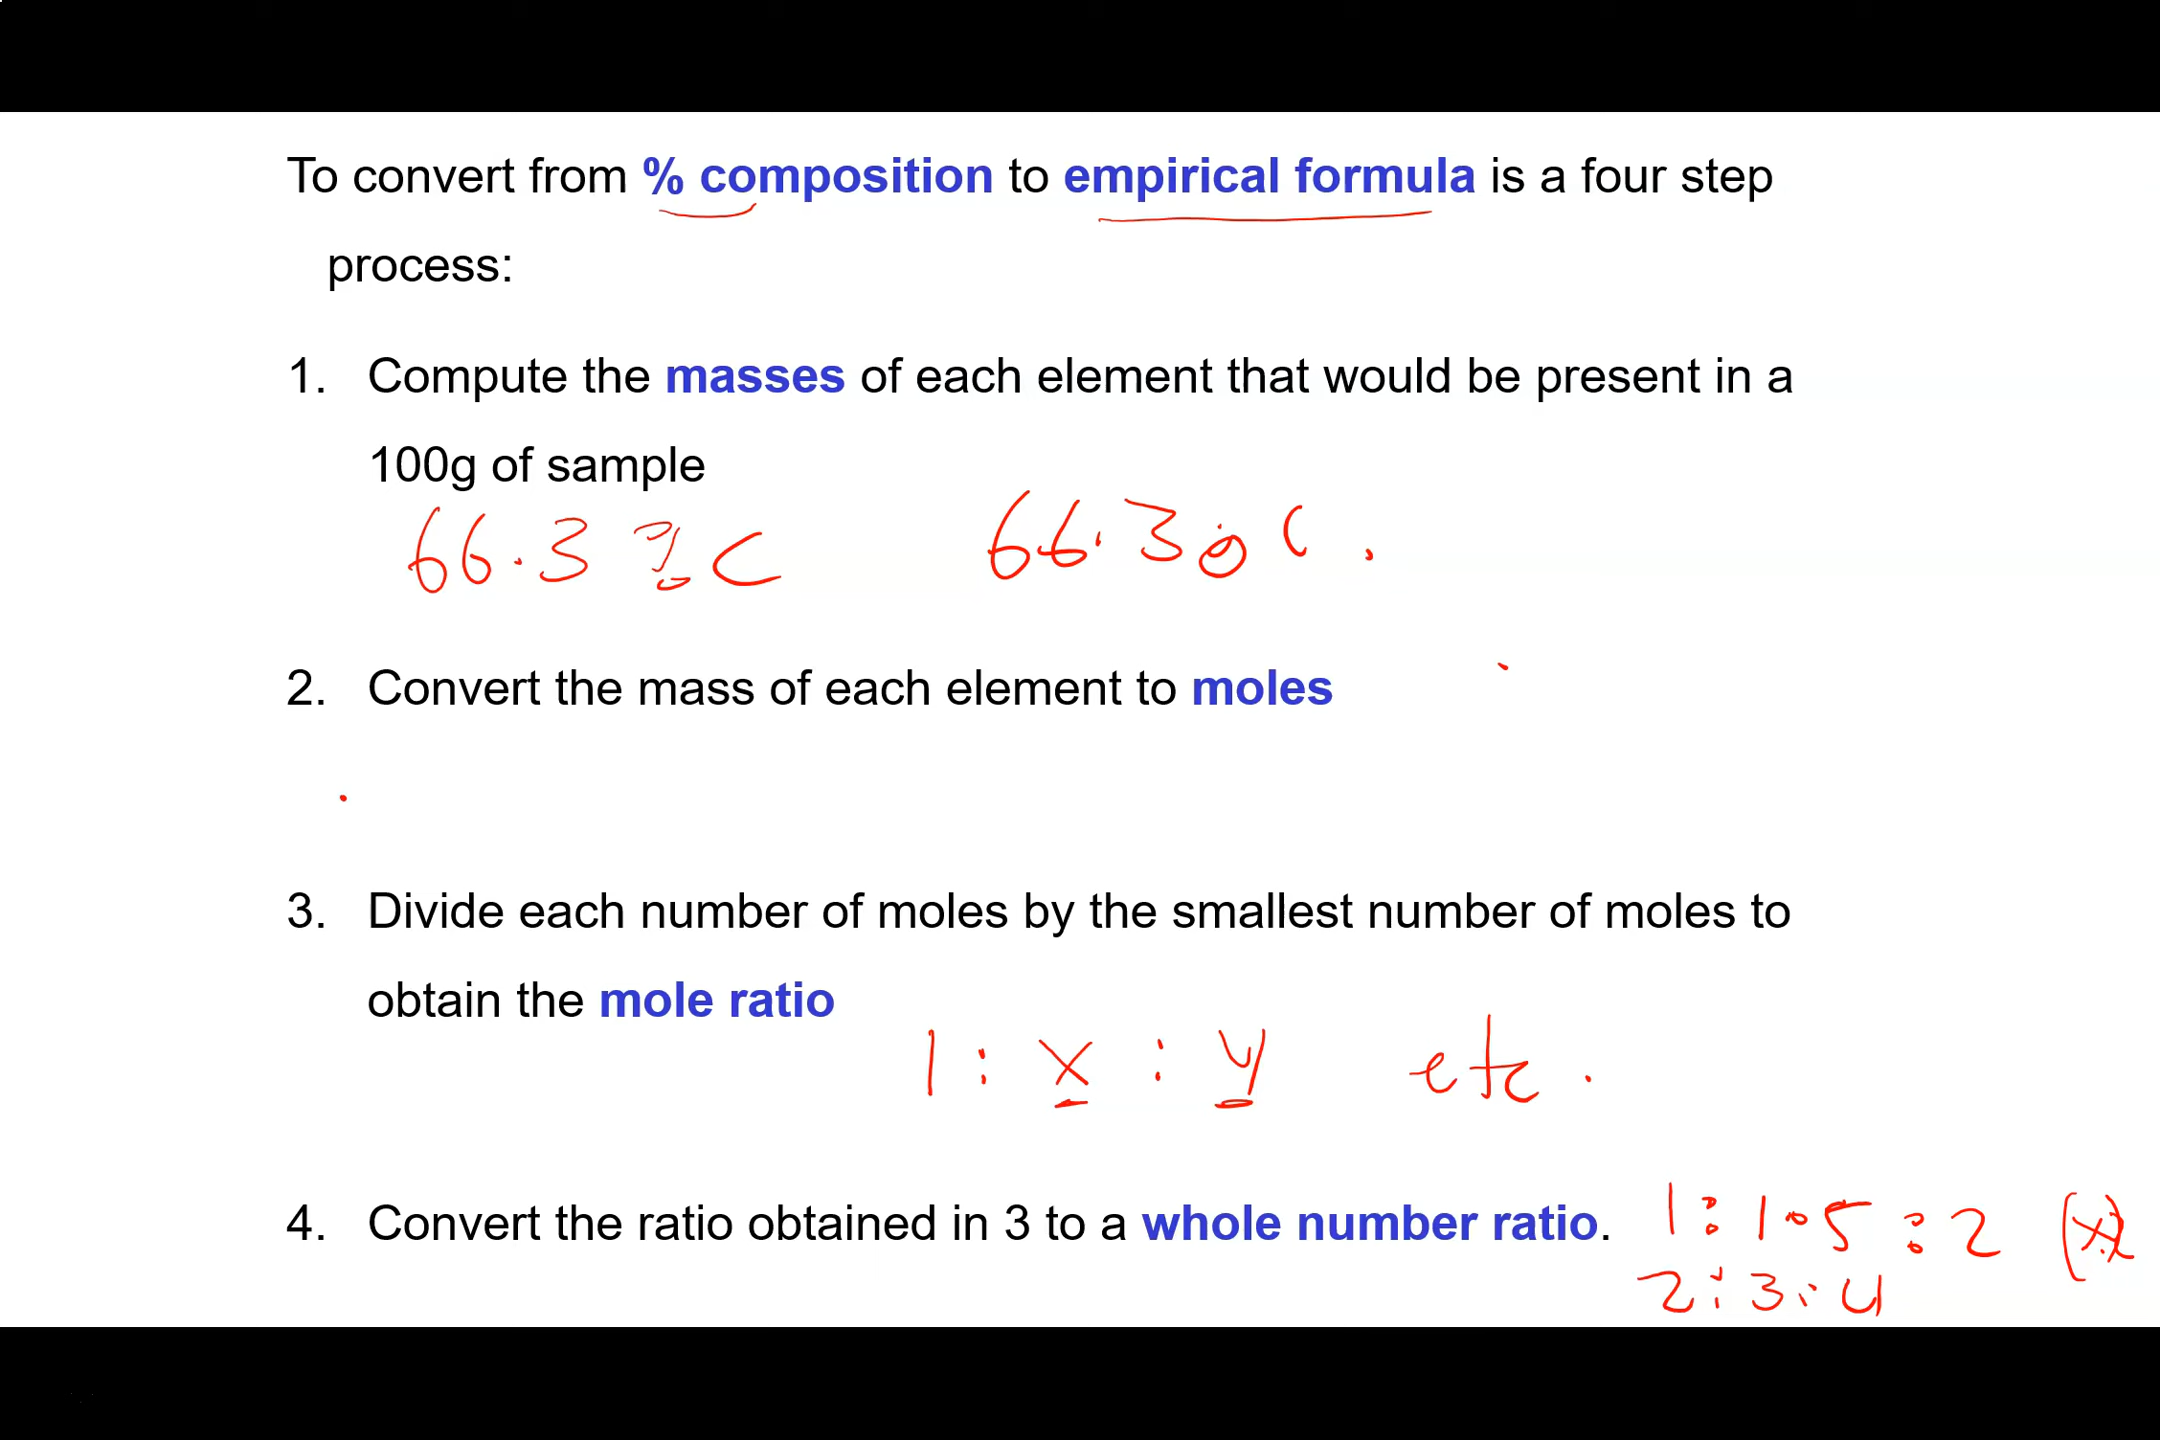 To convert from % composition to empirical formula is a four step
process:
1. Compute the masses of each element that would be present in a
100g of sample
66.3 % C 66.3 g C .
2. Convert the mass of each element to moles
3. Divide each number of moles by the smallest number of moles to
obtain the mole ratio
1 : x : y etc.
4. Convert the ratio obtained in 3 to a whole number ratio. 1 : 1.5 : 2 (x2)
2 : 3 : 4